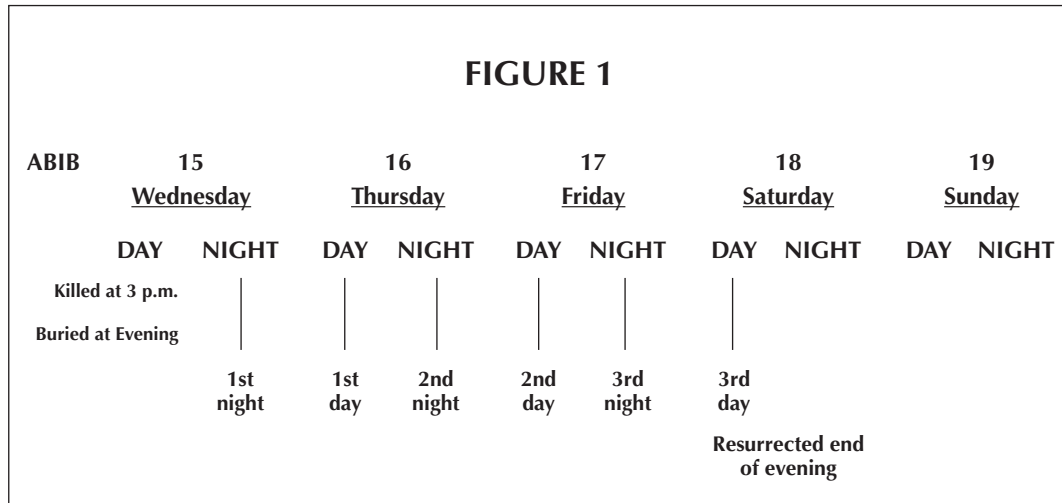 FIGURE 1
ABIB 15 16 17 18 19
Wednesday Thursday Friday Saturday Sunday
DAY NIGHT DAY NIGHT DAY NIGHT DAY NIGHT DAY NIGHT
Killed at 3 p.m.
Buried at Evening
1st 1st 2nd 2nd 3rd 3rd
night day night day night day
Resurrected end
of evening